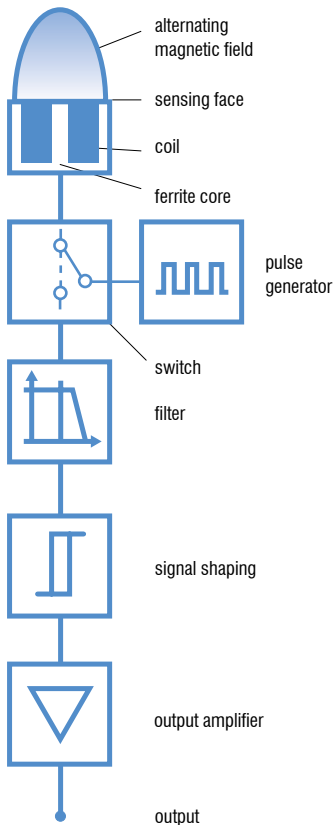 alternating
magnetic field
sensing face
coil
ferrite core
pulse
generator
switch
filter
signal shaping
output amplifier
output